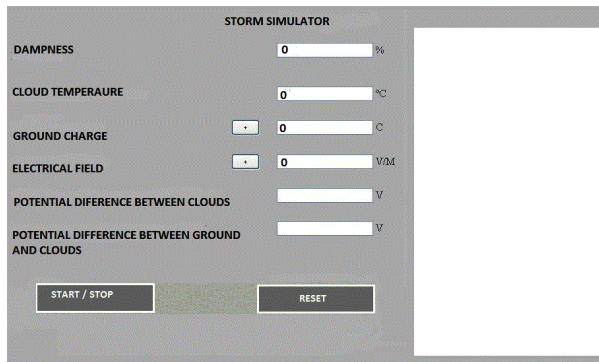 STORM SIMULATOR
DAMPNESS 0 %
CLOUD TEMPERAURE 0 ºC
GROUND CHARGE + 0 C
ELECTRICAL FIELD + 0 V/M
POTENTIAL DIFERENCE BETWEEN CLOUDS V
POTENTIAL DIFFERENCE BETWEEN GROUND V
AND CLOUDS
START / STOP RESET